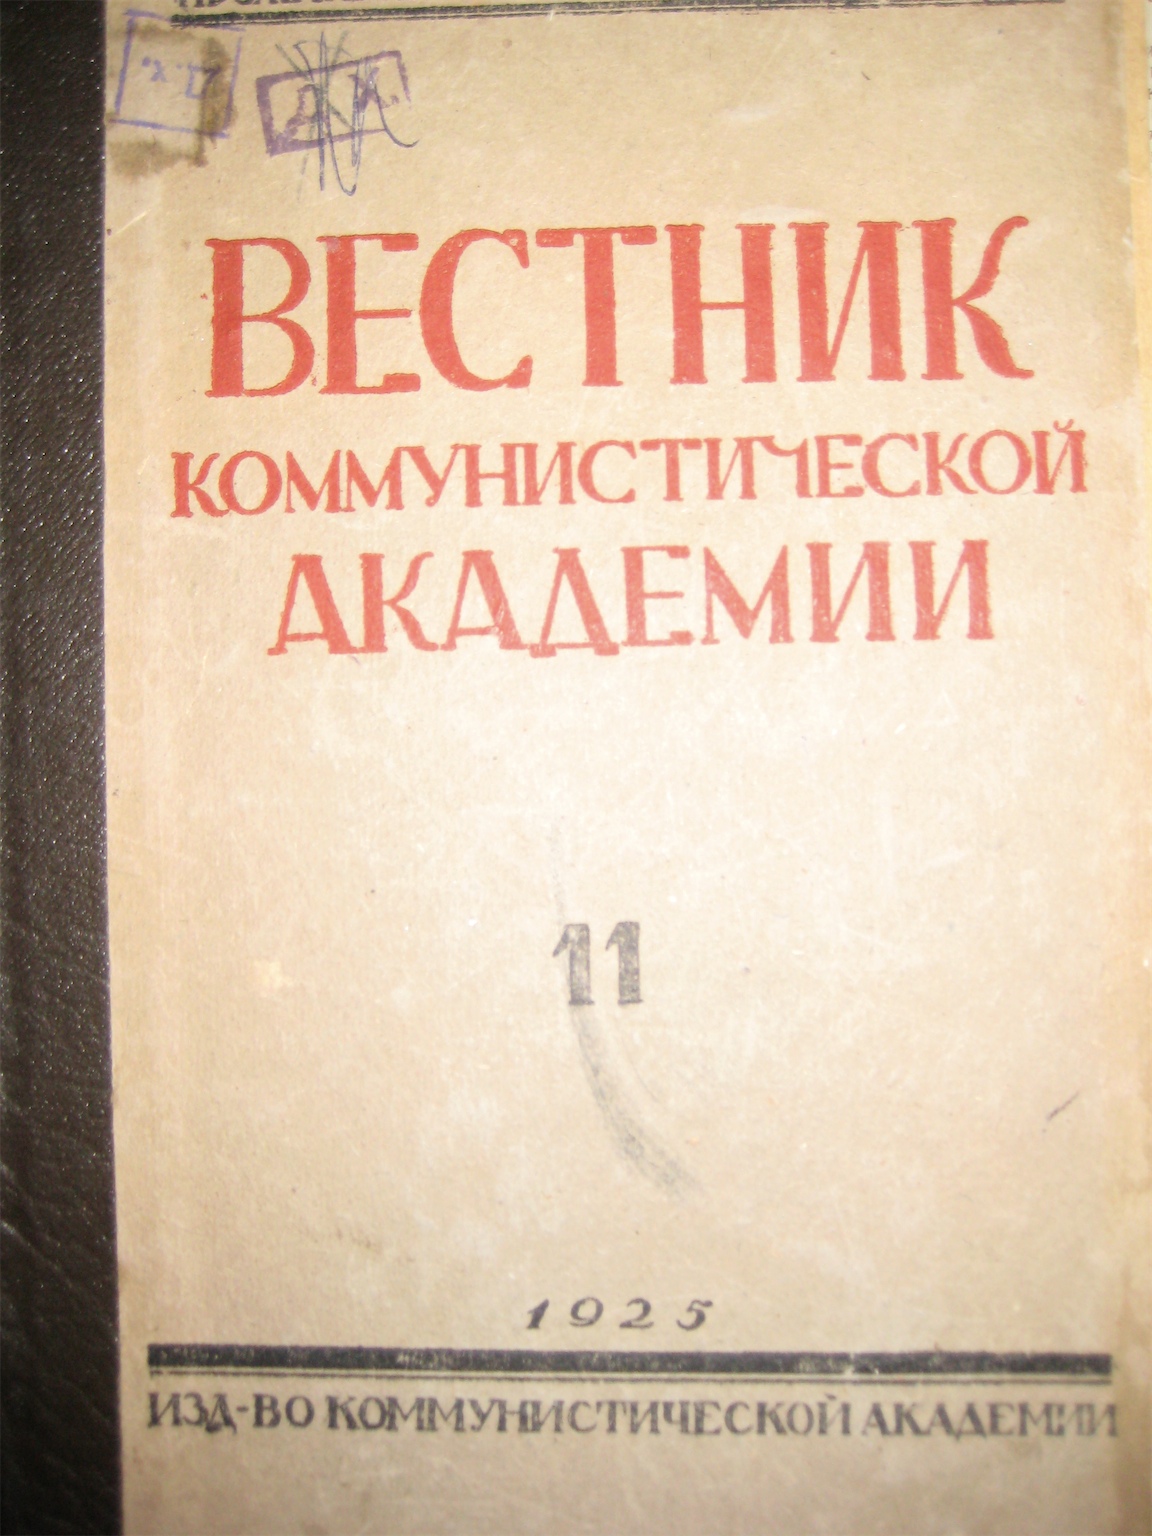 Д. К.
ВЕСТНИК
КОММУНИСТИЧЕСКОЙ
АКАДЕМИИ
11
1925
ИЗД-ВО КОММУНИСТИЧЕСКОЙ АКАДЕМИИ